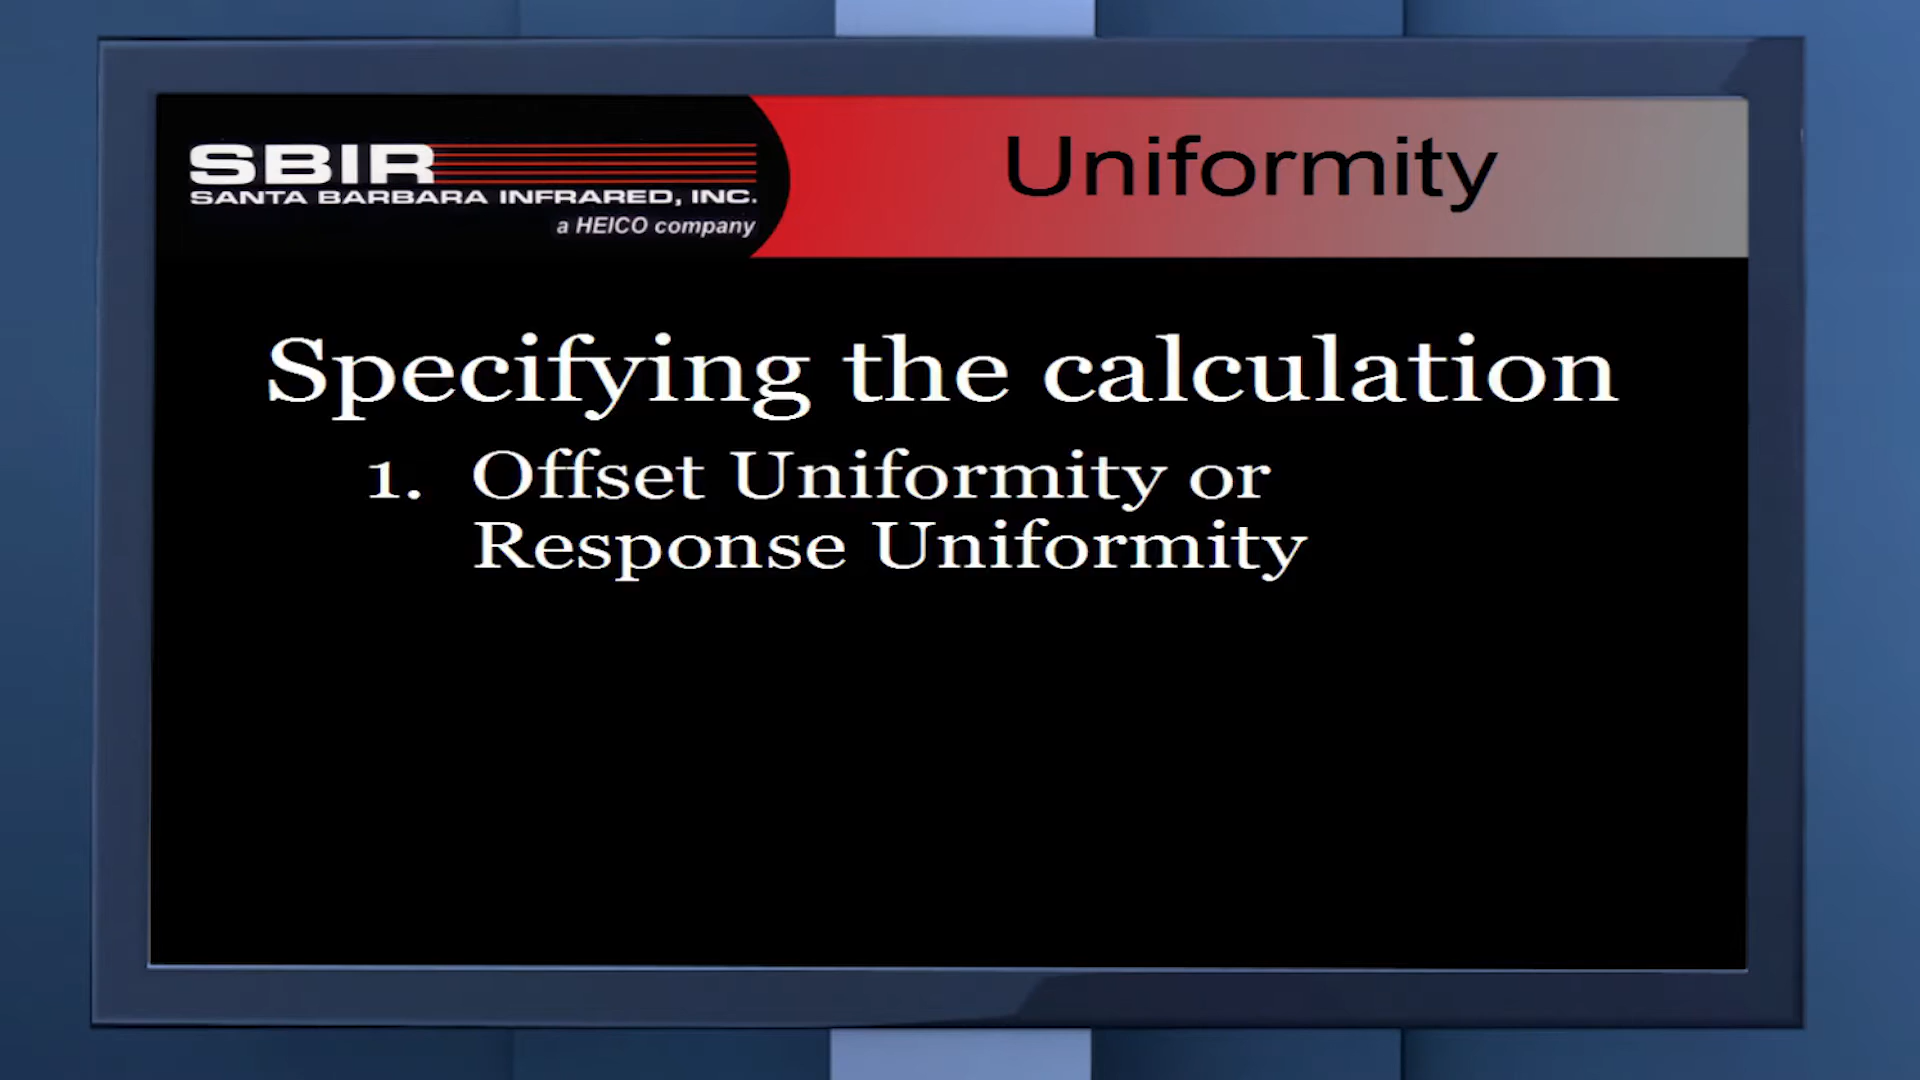 SBIR
SANTA BARBARA INFRARED, INC.
a HEICO company
Uniformity
Specifying the calculation
1. Offset Uniformity or
Response Uniformity